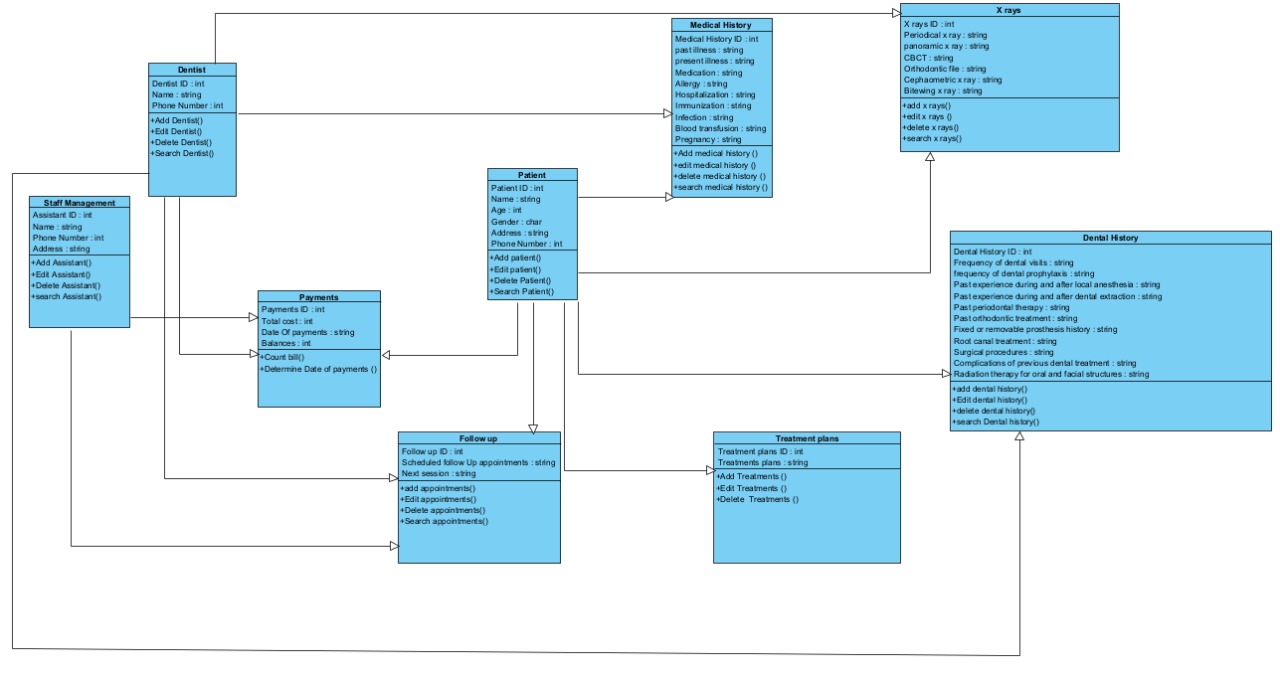 Dentist
Dentist ID : int
Name : string
Phone Number : int
+Add Dentist()
+Edit Dentist()
+Delete Dentist()
+Search Dentist()
Staff Management
Assistant ID : int
Name : string
Phone Number : int
Address : string
+Add Assistant()
+Edit Assistant()
+Delete Assistant()
+search Assistant()
Payments
Payments ID : int
Total cost : int
Date Of payments : string
Balances : int
+Count bill()
+Determine Date of payments ()
Patient
Patient ID : int
Name : string
Age : int
Gender : char
Address : string
Phone Number : int
+Add patient()
+Edit patient()
+Delete Patient()
+Search Patient()
Medical History
Medical History ID : int
past illness : string
present illness : string
Medication : string
Allergy : string
Hospitalization : string
Immunization : string
Infection : string
Blood transfusion : string
Pregnancy : string
+Add medical history ()
+edit medical history ()
+delete medical history ()
+search medical history ()
X rays
X rays ID : int
Periodical x ray : string
panoramic x ray : string
CBCT : string
Orthodontic file : string
Cephaometric x ray : string
Bitewing x ray : string
+add x rays()
+edit x rays ()
+delete x rays()
+search x rays()
Dental History
Dental History ID : int
Frequency of dental visits : string
frequency of dental prophylaxis : string
Past experience during and after local anesthesia : string
Past experience during and after dental extraction : string
Past periodontal therapy : string
Past orthodontic treatment : string
Fixed or removable prosthesis history : string
Root canal treatment : string
Surgical procedures : string
Complications of previous dental treatment : string
Radiation therapy for oral and facial structures : string
+add dental history()
+Edit dental history()
+delete dental history()
+search Dental history()
Follow up
Follow up ID : int
Scheduled follow Up appointments : string
Next session : string
+add appointments()
+Edit appointments()
+Delete appointments()
+Search appointments()
Treatment plans
Treatment plans ID : int
Treatments plans : string
+Add Treatments ()
+Edit Treatments ()
+Delete Treatments ()